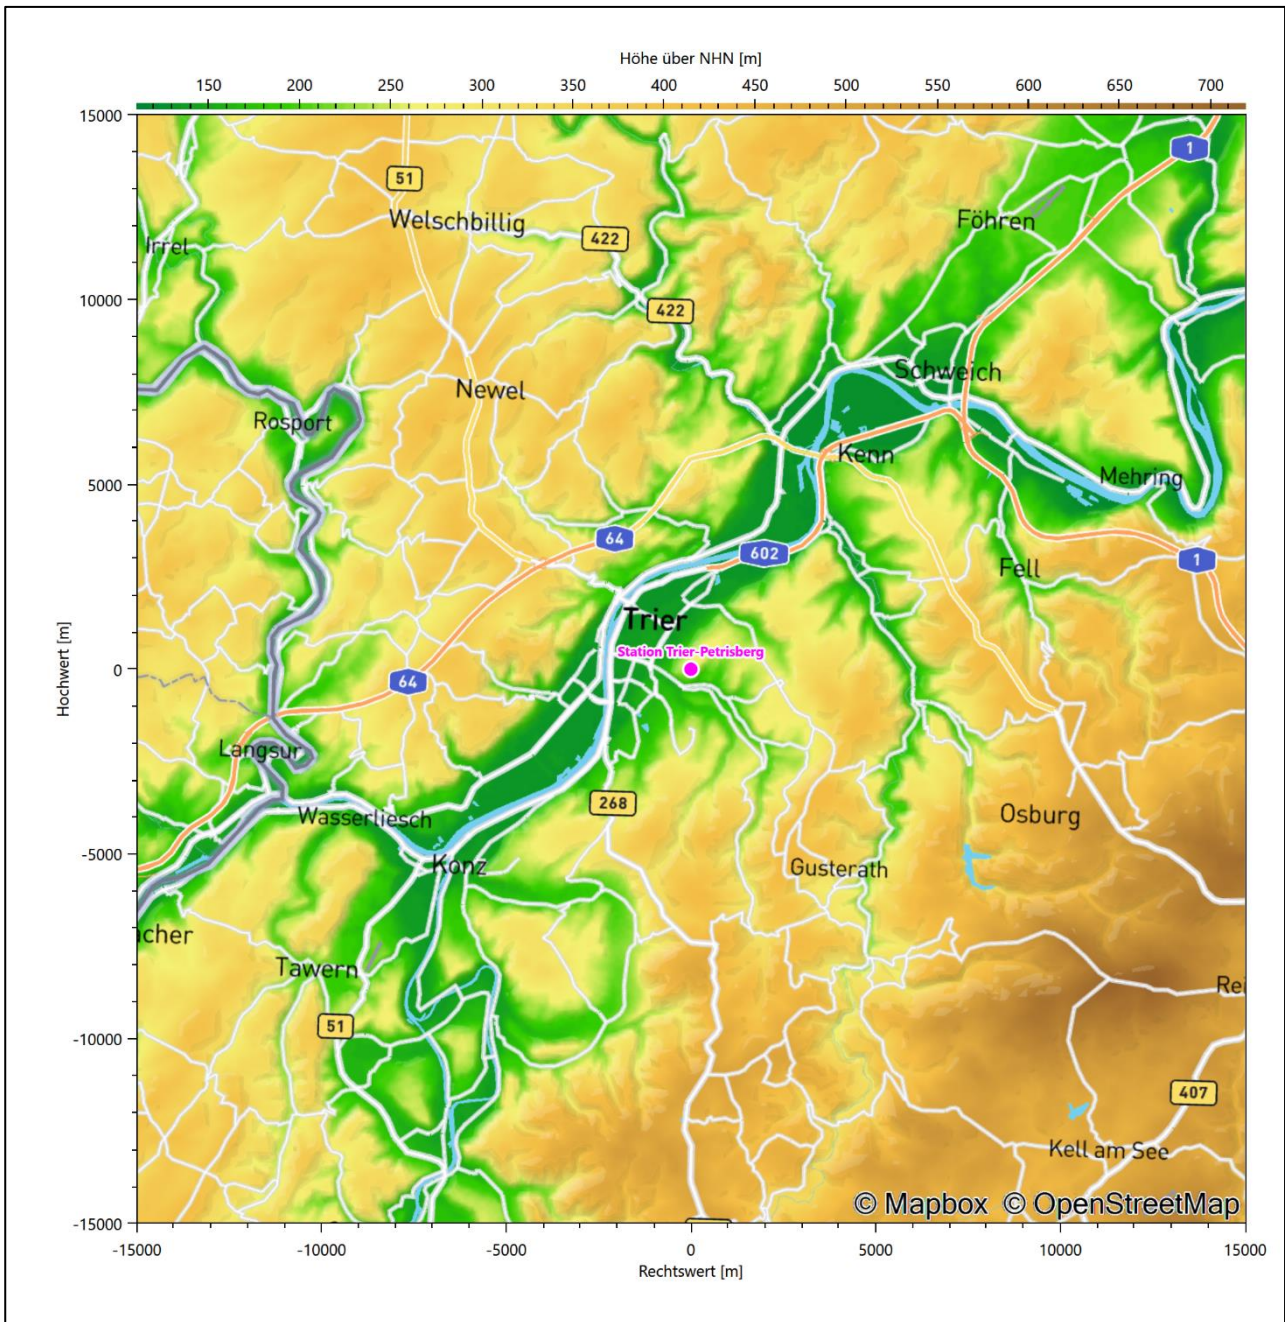 Höhe über NHN [m]
150 200 250 300 350 400 450 500 550 600 650 700
15000
1
51
Welschbillig
Föhren
422
Irrel
10000
422
Schweich
Newel
Rosport
Kenn
5000
Mehring
64
602
1
Fell
Trier
Station Trier-Petrisberg
Hochwert [m]
0
64
Langsur
268
Wasserliesch
Osburg
-5000
Konz
Gusterath
acher
Tawern
Rei
51
-10000
407
Kell am See
© Mapbox © OpenStreetMap
-15000
-15000 -10000 -5000 0 5000 10000 15000
Rechtswert [m]